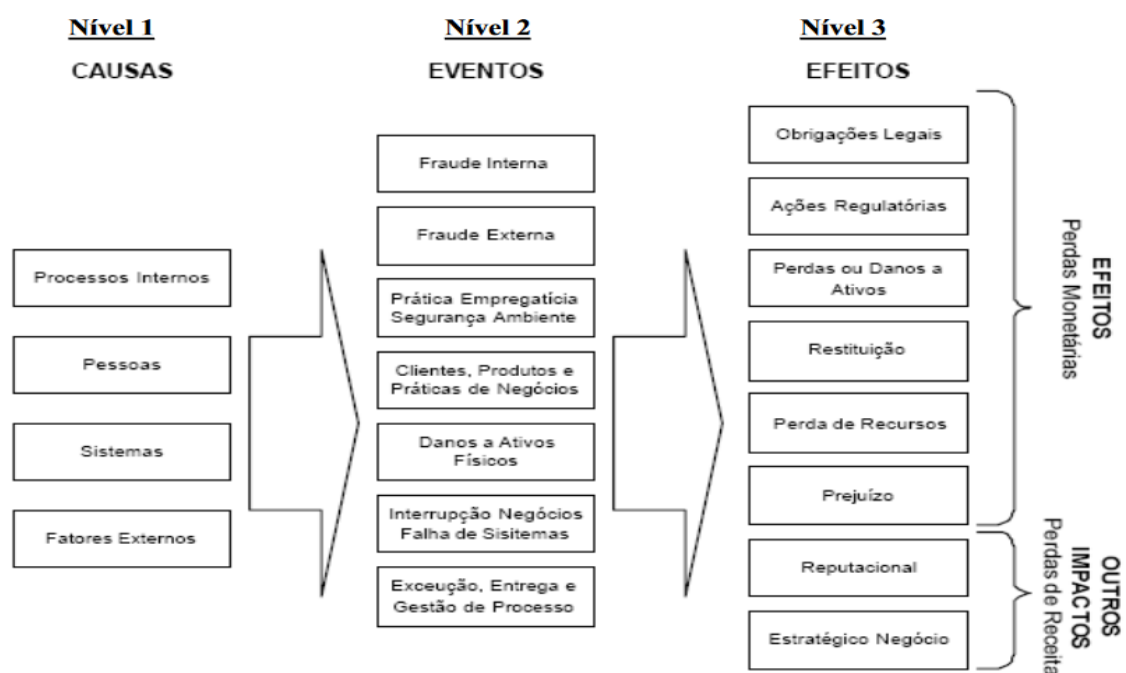 Nível 1
CAUSAS
Processos Internos
Pessoas
Sistemas
Fatores Externos
Nível 2
EVENTOS
Fraude Interna
Fraude Externa
Prática Empregatícia
Segurança Ambiente
Clientes, Produtos e
Práticas de Negócios
Danos a Ativos
Físicos
Interrupção Negócios
Falha de Sisitemas
Exceução, Entrega e
Gestão de Processo
Nível 3
EFEITOS
Obrigações Legais
Ações Regulatórias
Perdas ou Danos a
Ativos
Restituição
Perda de Recursos
Prejuízo
Reputacional
Estratégico Negócio
EFEITOS
Perdas Monetárias
OUTROS
IMPACTOS
Perdas de Receita